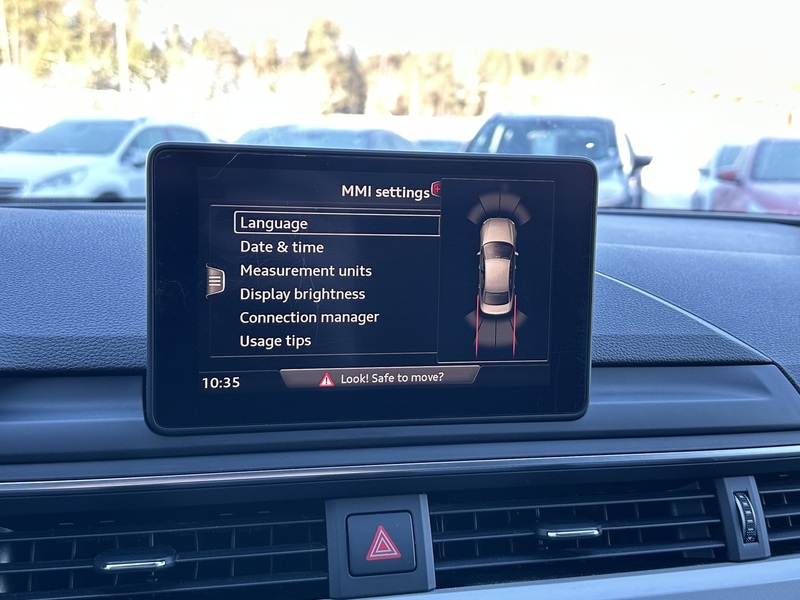 MMI settings
Language
Date & time
Measurement units
Display brightness
Connection manager
Usage tips
10:35
Look! Safe to move?